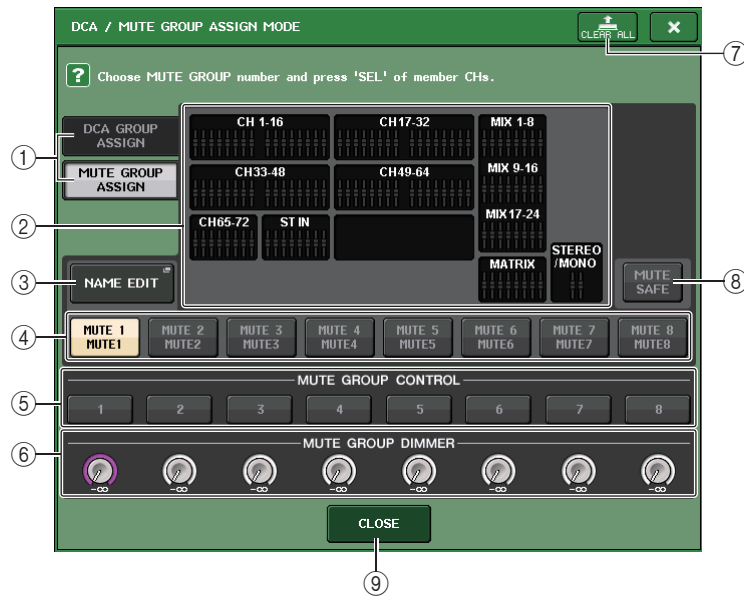 DCA / MUTE GROUP ASSIGN MODE
CLEAR ALL
×
⑦
? Choose MUTE GROUP number and press 'SEL' of member CHs.
①
DCA GROUP
ASSIGN
MUTE GROUP
ASSIGN
②
CH 1-16
CH17-32
MIX 1-8
CH33-48
CH49-64
MIX 9-16
CH65-72
ST IN
MIX17-24
MATRIX
STEREO
/MONO
③
NAME EDIT
MUTE
SAFE
⑧
④
MUTE 1
MUTE1
MUTE 2
MUTE2
MUTE 3
MUTE3
MUTE 4
MUTE4
MUTE 5
MUTE5
MUTE 6
MUTE6
MUTE 7
MUTE7
MUTE 8
MUTE8
⑤
MUTE GROUP CONTROL
1 2 3 4 5 6 7 8
⑥
MUTE GROUP DIMMER
-∞ -∞ -∞ -∞ -∞ -∞ -∞ -∞
CLOSE
⑨